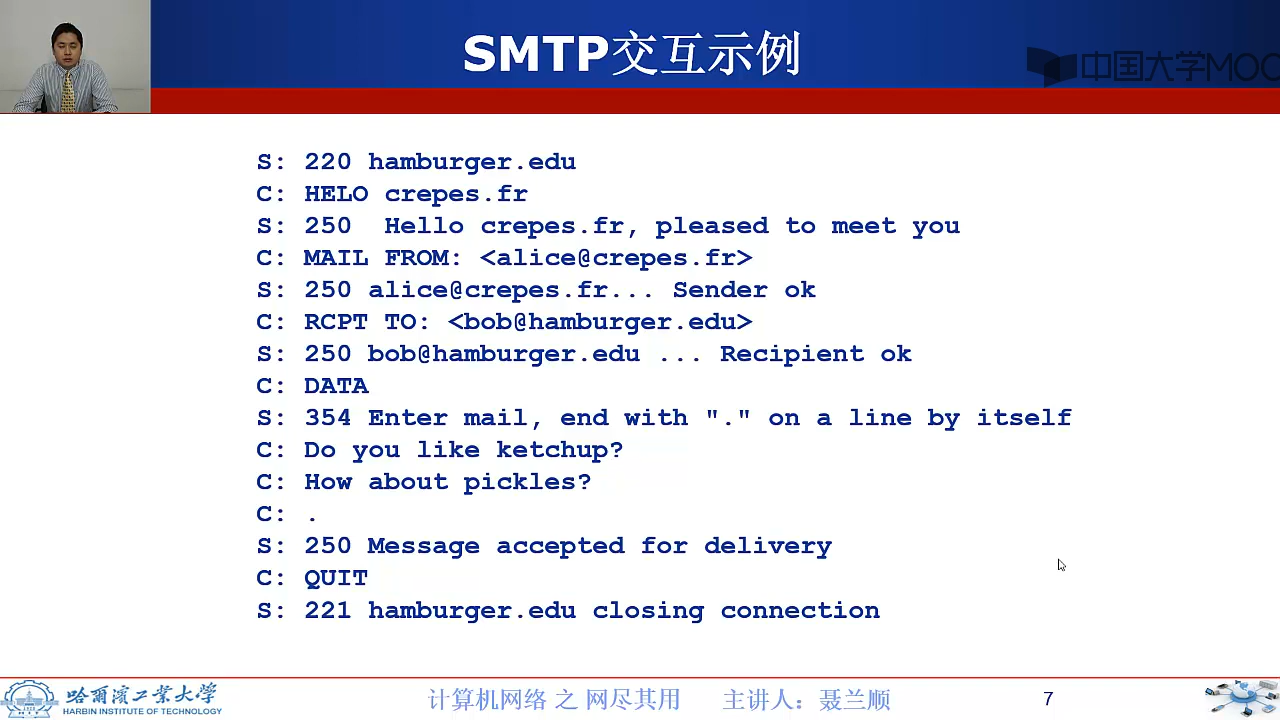 SMTP交互示例
中国大学MOO
S: 220 hamburger.edu
C: HELO crepes.fr
S: 250  Hello crepes.fr, pleased to meet you
C: MAIL FROM: <alice@crepes.fr>
S: 250 alice@crepes.fr... Sender ok
C: RCPT TO: <bob@hamburger.edu>
S: 250 bob@hamburger.edu ... Recipient ok
C: DATA
S: 354 Enter mail, end with "." on a line by itself
C: Do you like ketchup?
C: How about pickles?
C: .
S: 250 Message accepted for delivery
C: QUIT
S: 221 hamburger.edu closing connection
哈尔滨工业大学
HARBIN INSTITUTE OF TECHNOLOGY
计算机网络 之 网尽其用 主讲人：聂兰顺
7